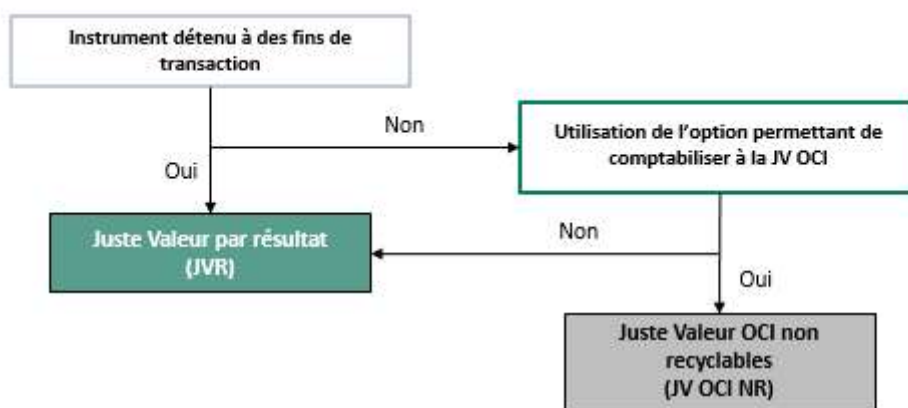 Instrument détenu à des fins de
transaction
Non
Utilisation de l'option permettant de
comptabiliser à la JV OCI
Oui
Juste Valeur par résultat
(JVR)
Non
Oui
Juste Valeur OCI non
recyclables
(JV OCI NR)